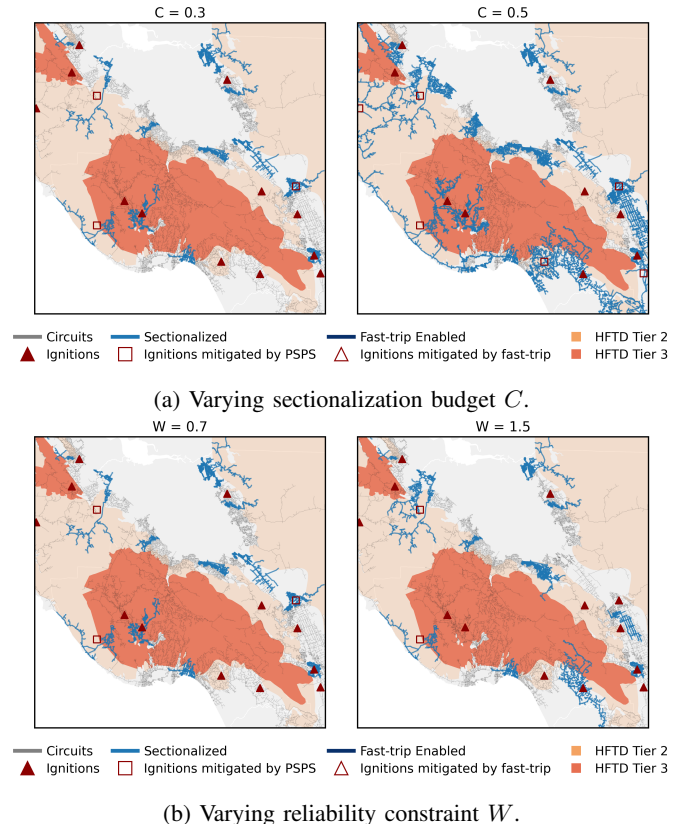 C = 0.3 C = 0.5
Circuits Sectionalized Fast-trip Enabled HFTD Tier 2
Ignitions Ignitions mitigated by PSPS Ignitions mitigated by fast-trip HFTD Tier 3
(a) Varying sectionalization budget C.
W = 0.7 W = 1.5
Circuits Sectionalized Fast-trip Enabled HFTD Tier 2
Ignitions Ignitions mitigated by PSPS Ignitions mitigated by fast-trip HFTD Tier 3
(b) Varying reliability constraint W.